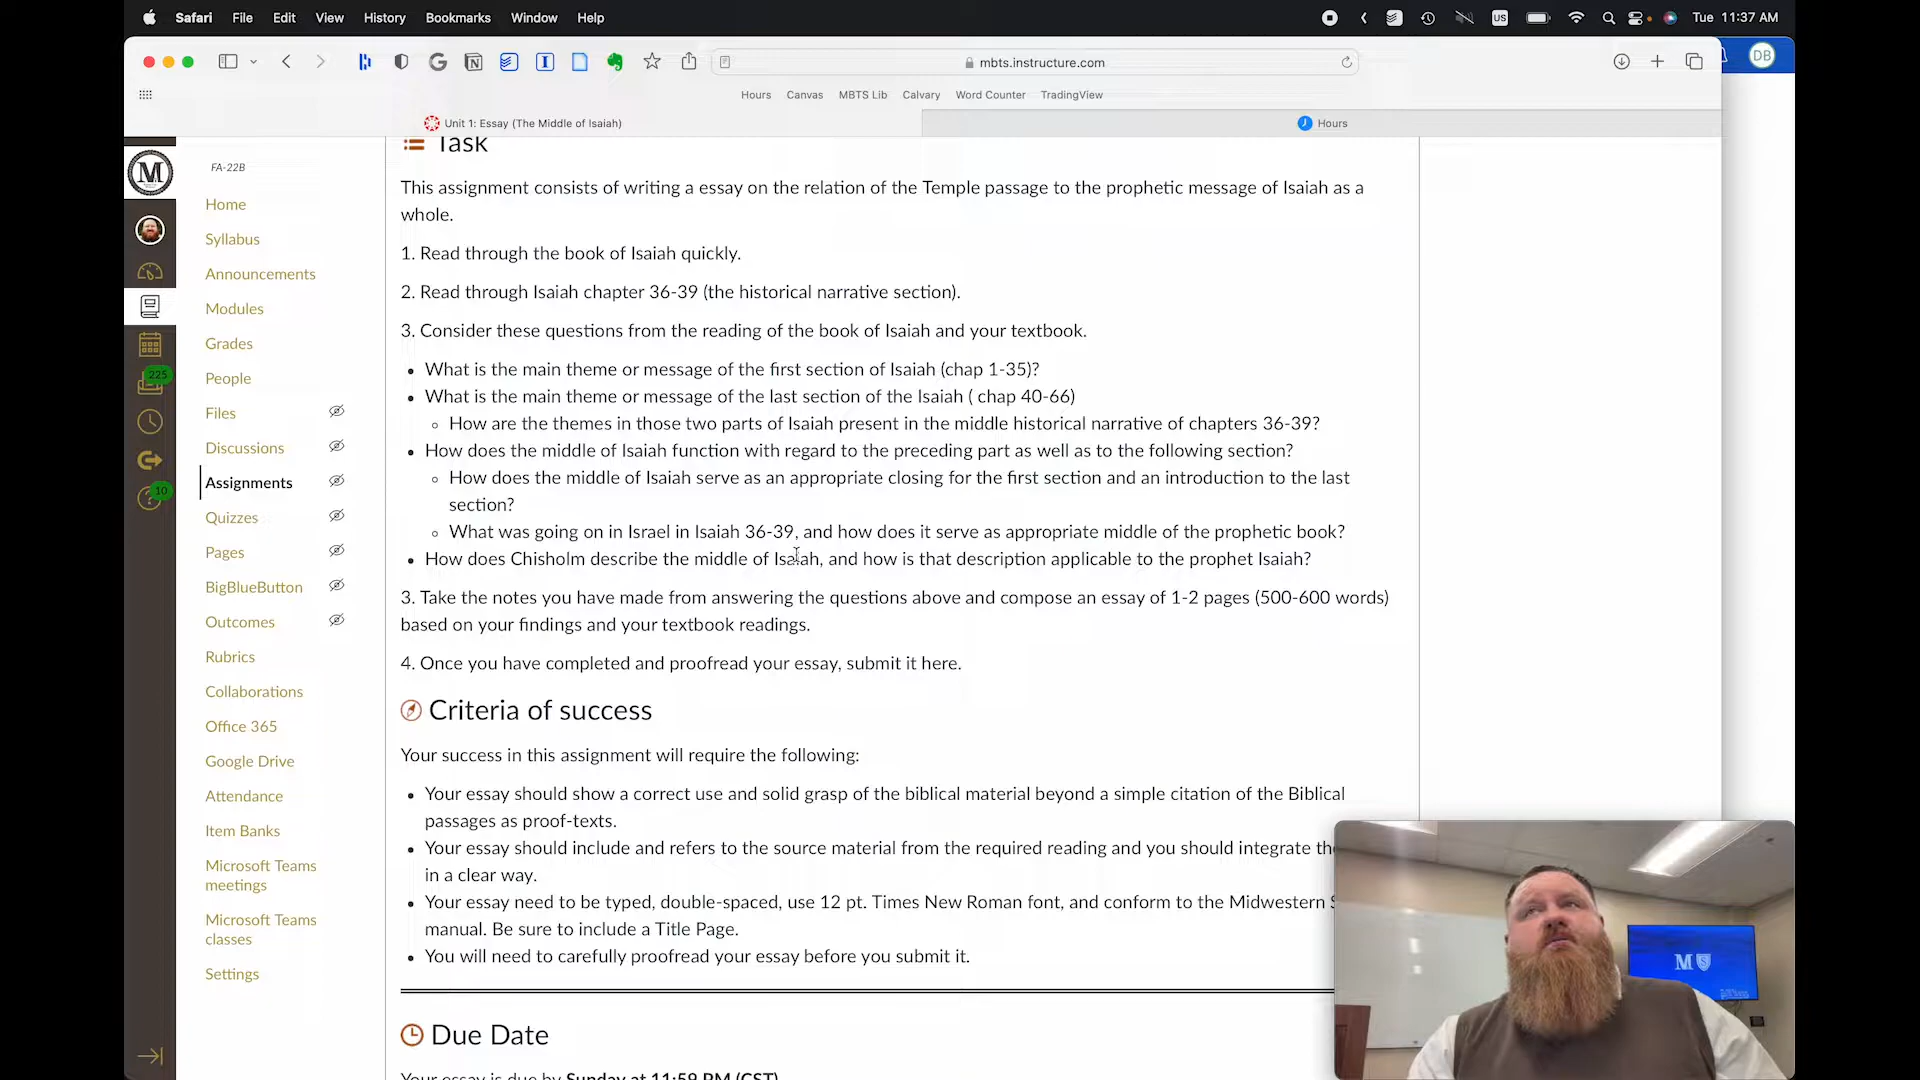 Safari File Edit View History Bookmarks Window Help
US
Tue 11:37 AM
mbts.instructure.com
DB
Hours Canvas MBTS Lib Calvary Word Counter TradingView
Unit 1: Essay (The Middle of Isaiah)
Hours
M
FA-22B
Home
Syllabus
Announcements
Modules
Grades
People
Files
Discussions
Assignments
Quizzes
Pages
BigBlueButton
Outcomes
Rubrics
Collaborations
Office 365
Google Drive
Attendance
Item Banks
Microsoft Teams
meetings
Microsoft Teams
classes
Settings
225
10
Task
This assignment consists of writing a essay on the relation of the Temple passage to the prophetic message of Isaiah as a
whole.
1. Read through the book of Isaiah quickly.
2. Read through Isaiah chapter 36-39 (the historical narrative section).
3. Consider these questions from the reading of the book of Isaiah and your textbook.
• What is the main theme or message of the first section of Isaiah (chap 1-35)?
• What is the main theme or message of the last section of the Isaiah ( chap 40-66)
◦ How are the themes in those two parts of Isaiah present in the middle historical narrative of chapters 36-39?
• How does the middle of Isaiah function with regard to the preceding part as well as to the following section?
◦ How does the middle of Isaiah serve as an appropriate closing for the first section and an introduction to the last
section?
◦ What was going on in Israel in Isaiah 36-39, and how does it serve as appropriate middle of the prophetic book?
• How does Chisholm describe the middle of Isaiah, and how is that description applicable to the prophet Isaiah?
3. Take the notes you have made from answering the questions above and compose an essay of 1-2 pages (500-600 words)
based on your findings and your textbook readings.
4. Once you have completed and proofread your essay, submit it here.
Criteria of success
Your success in this assignment will require the following:
• Your essay should show a correct use and solid grasp of the biblical material beyond a simple citation of the Biblical
passages as proof-texts.
• Your essay should include and refers to the source material from the required reading and you should integrate
in a clear way.
• Your essay need to be typed, double-spaced, use 12 pt. Times New Roman font, and conform to the Midwestern
manual. Be sure to include a Title Page.
• You will need to carefully proofread your essay before you submit it.
Due Date
Your essay is due by Sunday at 11:59 PM (CST)
M S